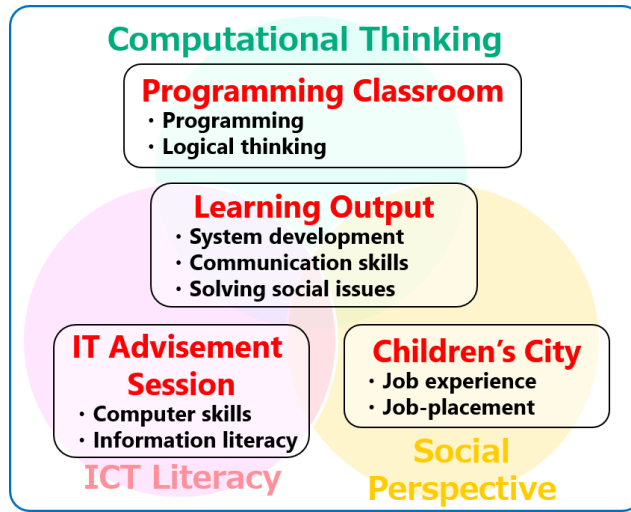 Computational Thinking
Programming Classroom
・Programming
・Logical thinking
Learning Output
・System development
・Communication skills
・Solving social issues
IT Advisement
Session
・Computer skills
・Information literacy
ICT Literacy
Children’s City
・Job experience
・Job-placement
Social
Perspective